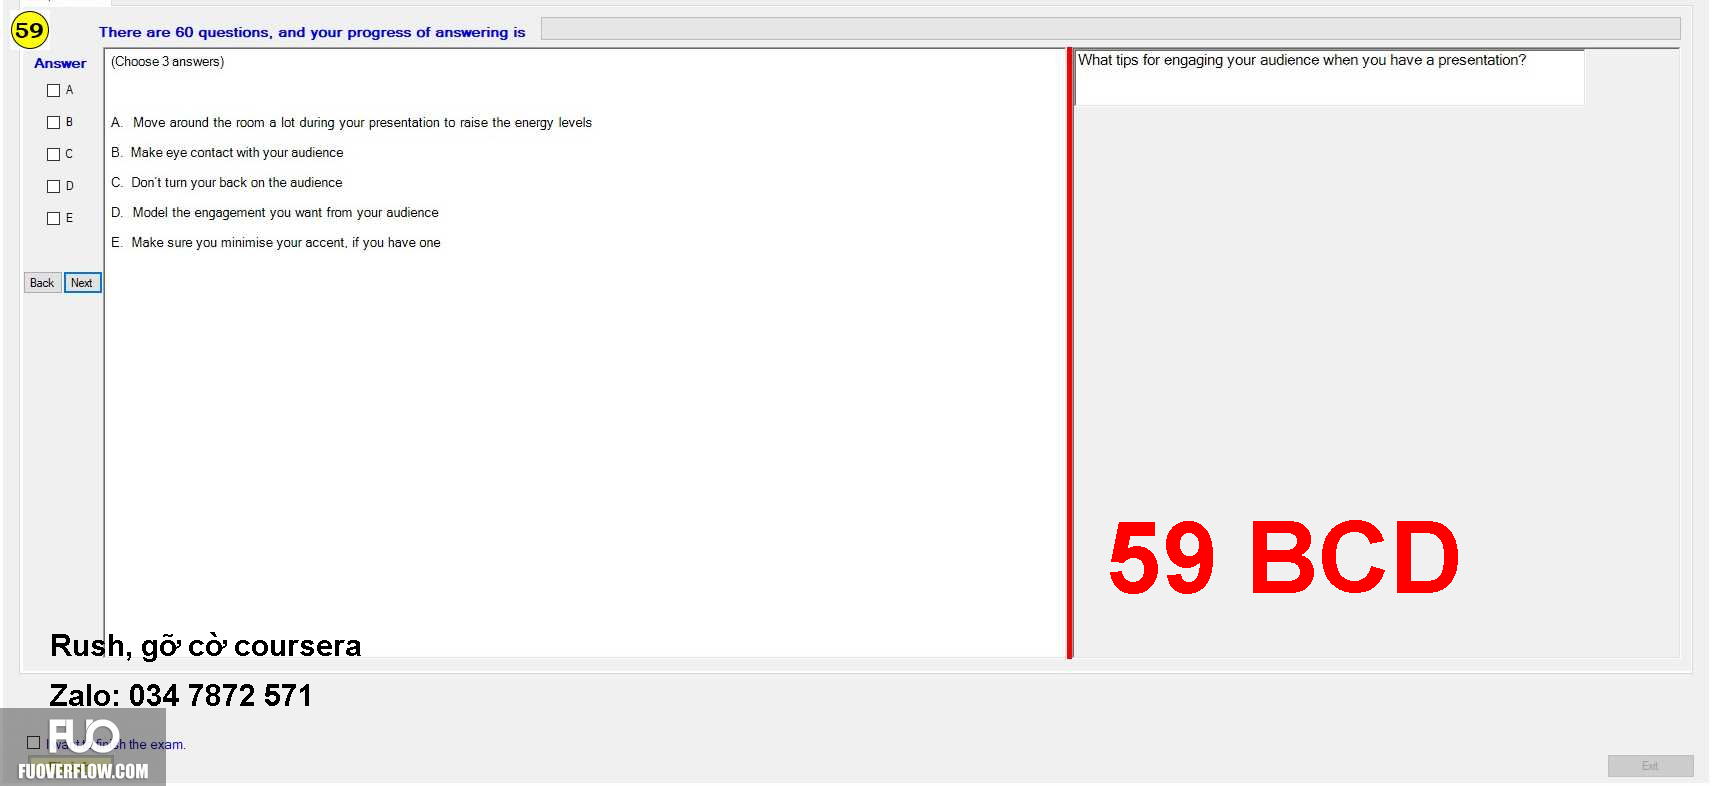 59
There are 60 questions, and your progress of answering is
Answer
(Choose 3 answers)
What tips for engaging your audience when you have a presentation?
A
B
C
D
E
A. Move around the room a lot during your presentation to raise the energy levels
B. Make eye contact with your audience
C. Don't turn your back on the audience
D. Model the engagement you want from your audience
E. Make sure you minimise your accent, if you have one
Back
Next
59 BCD
Rush, gỡ cờ coursera
Zalo: 034 7872 571
FUO
I want to finish the exam.
FUOVERFLOW.COM
Exit